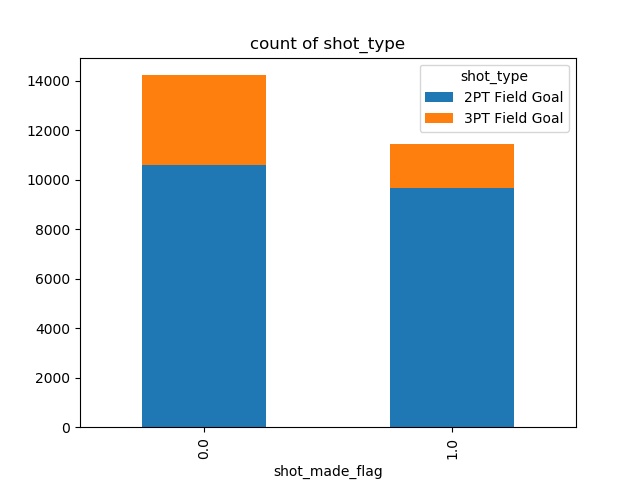 count of shot_type
shot_type
2PT Field Goal
3PT Field Goal
14000
12000
10000
8000
6000
4000
2000
0
0.0
1.0
shot_made_flag